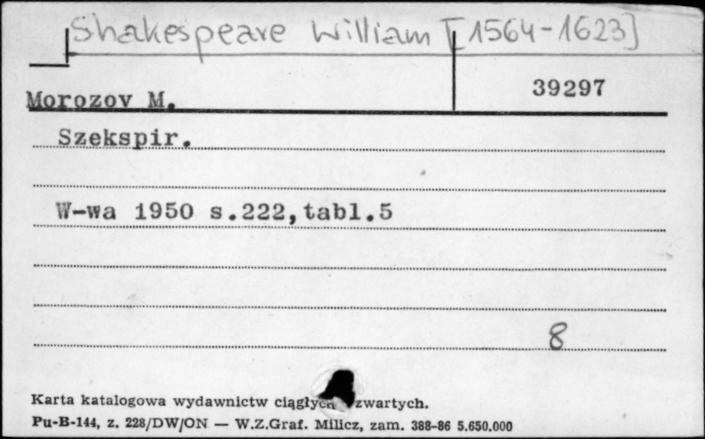 Shakespeare William [1564-1623]
39297
Morozov M.
Szekspir.
W-wa 1950 s.222,tabl.5
8
Karta katalogowa wydawnictw ciągłych zwartych.
Pu-B-144, z. 228/DW/ON — W.Z.Graf. Milicz, zam. 388-86 5.650.000